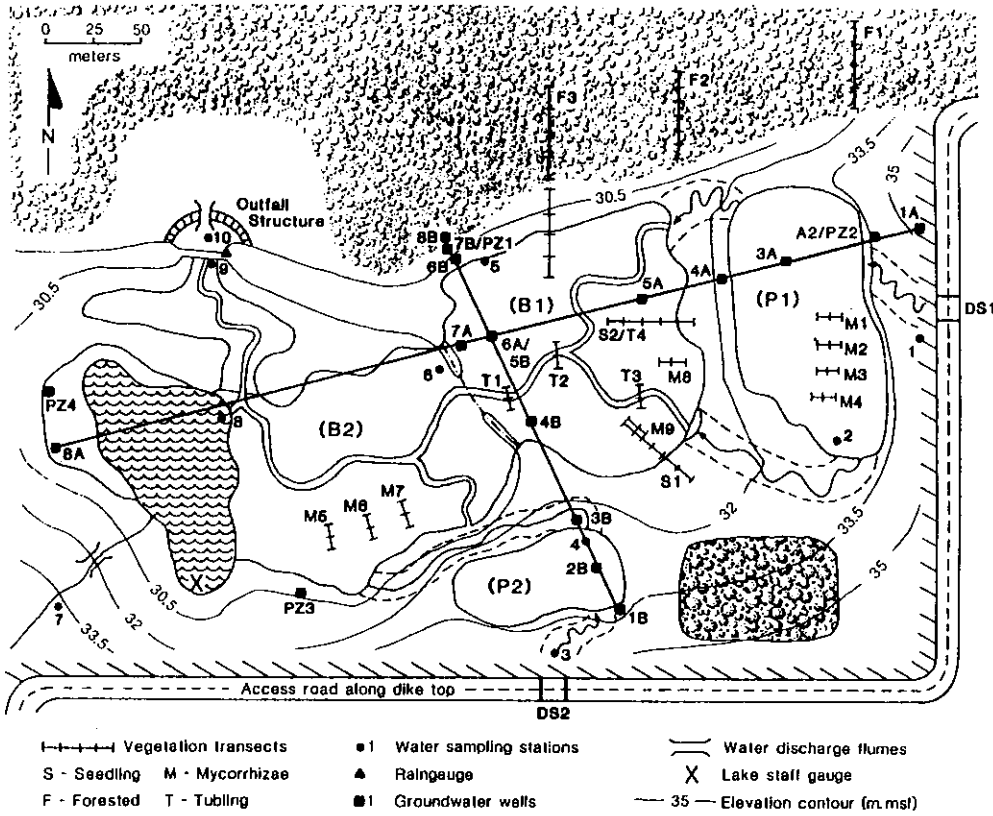 0 25 50
meters
N
F1
F2
F3
33.5
35
30.5
1A
A2/PZ2
Outfall
Structure
10
9
8B
7B/PZ1
6B
5
(B1)
5A
4A
3A
(P1)
DS1
30.5
7A
6A/
5B
S2/T4
M1
M2
M3
M4
1
6
T1
T2
T3
M8
PZ4
8
(B2)
4B
M9
2
8A
S1
M5
M6
M7
3B
32
33.5
4
(P2)
2B
35
30.5
PZ3
1B
7
32
33.5
3
Access road along dike top
DS2
Vegetation transects
S - Seedling M - Mycorrhizae
F - Forested T - Tubling
1 Water sampling stations
Raingauge
1 Groundwater wells
Water discharge flumes
X Lake staff gauge
35 Elevation contour (m.msl)